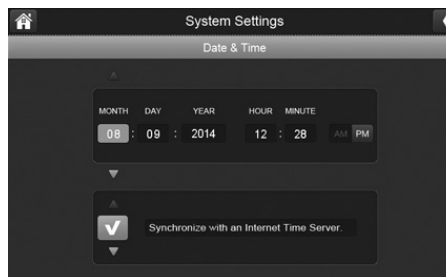 System Settings
Date & Time
MONTH DAY YEAR HOUR MINUTE
08 : 09 : 2014 12 : 28 AM PM
Synchronize with an Internet Time Server.